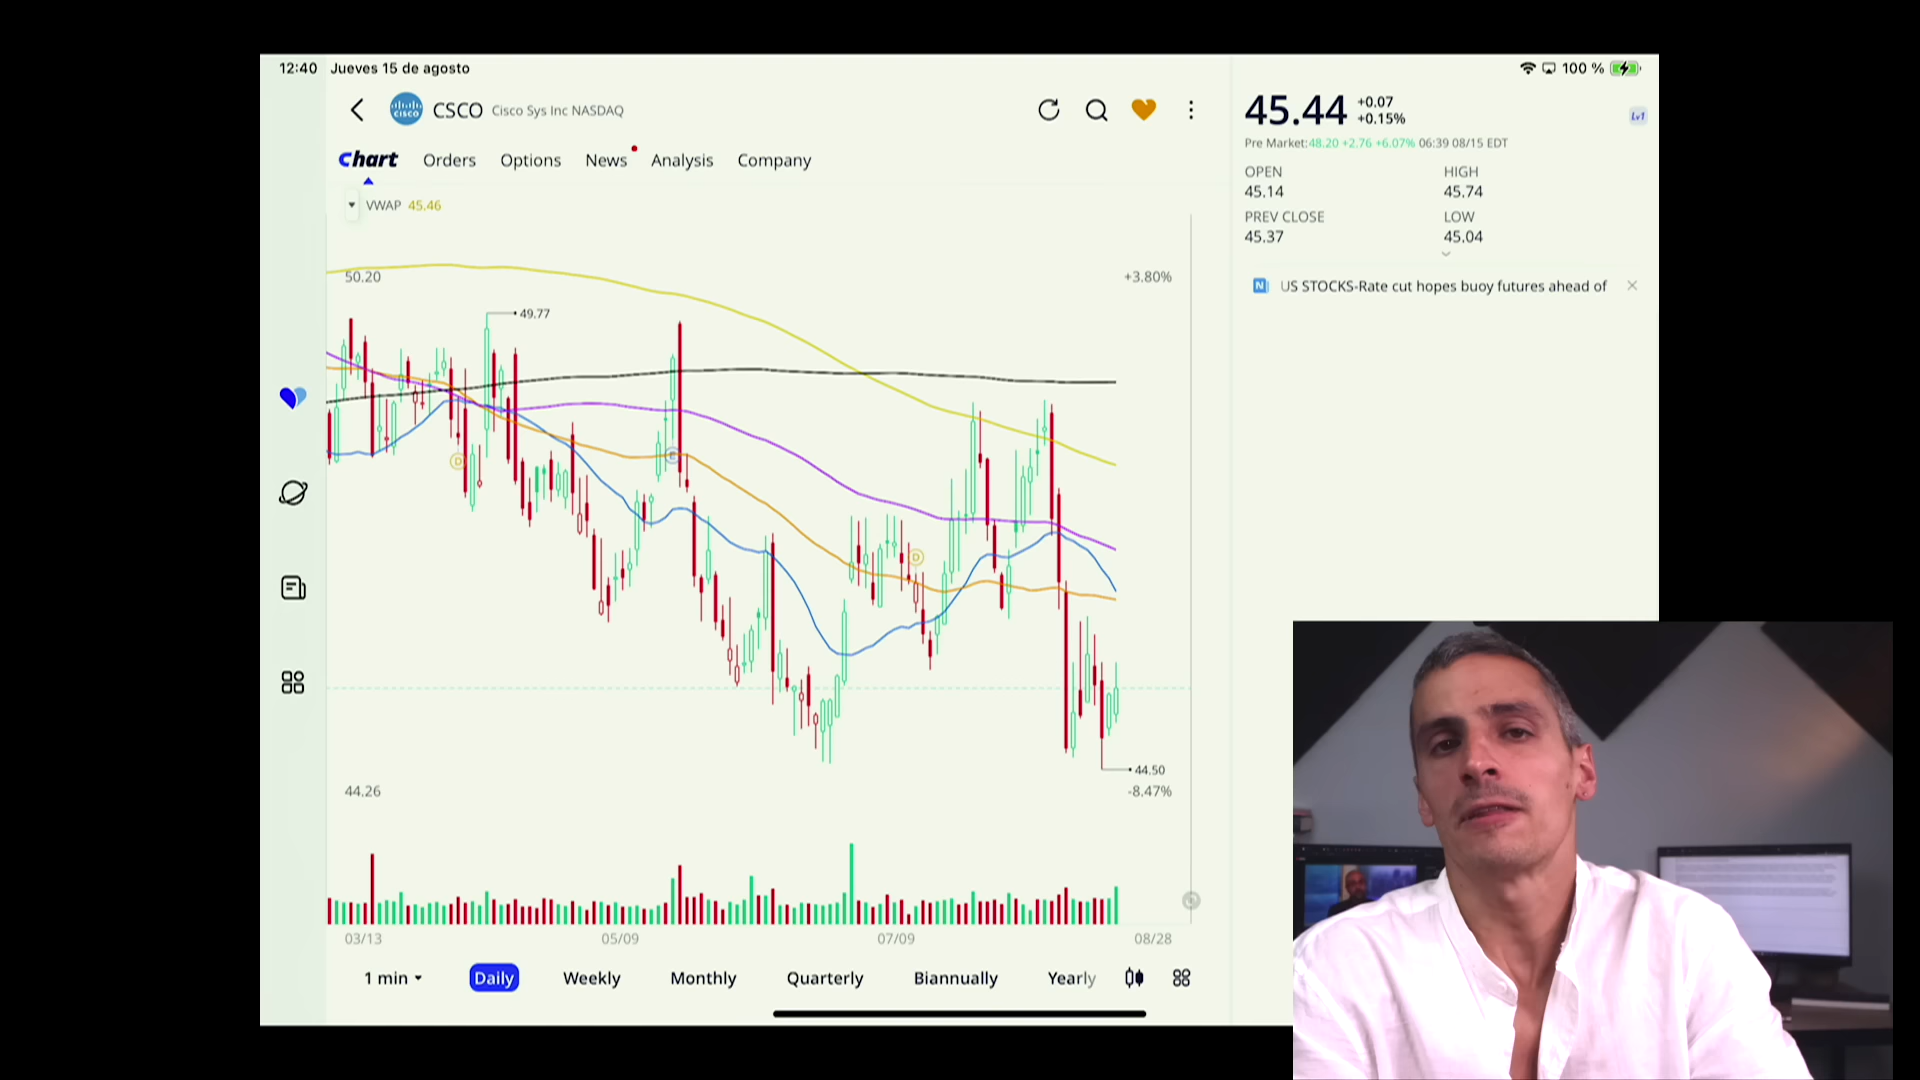 12:40 Jueves 15 de agosto
100 %
CISCO
CSCO Cisco Sys Inc NASDAQ
Chart Orders Options News Analysis Company
VWAP 45.46
50.20
+3.80%
49.77
D
E
D
44.50
44.26
-8.47%
03/13 05/09 07/09 08/28
1 min Daily Weekly Monthly Quarterly Biannually Yearly
45.44 +0.07
+0.15%
Lv1
Pre Market:48.20 +2.76 +6.07% 06:39 08/15 EDT
OPEN HIGH
45.14 45.74
PREV CLOSE LOW
45.37 45.04
N US STOCKS-Rate cut hopes buoy futures ahead of